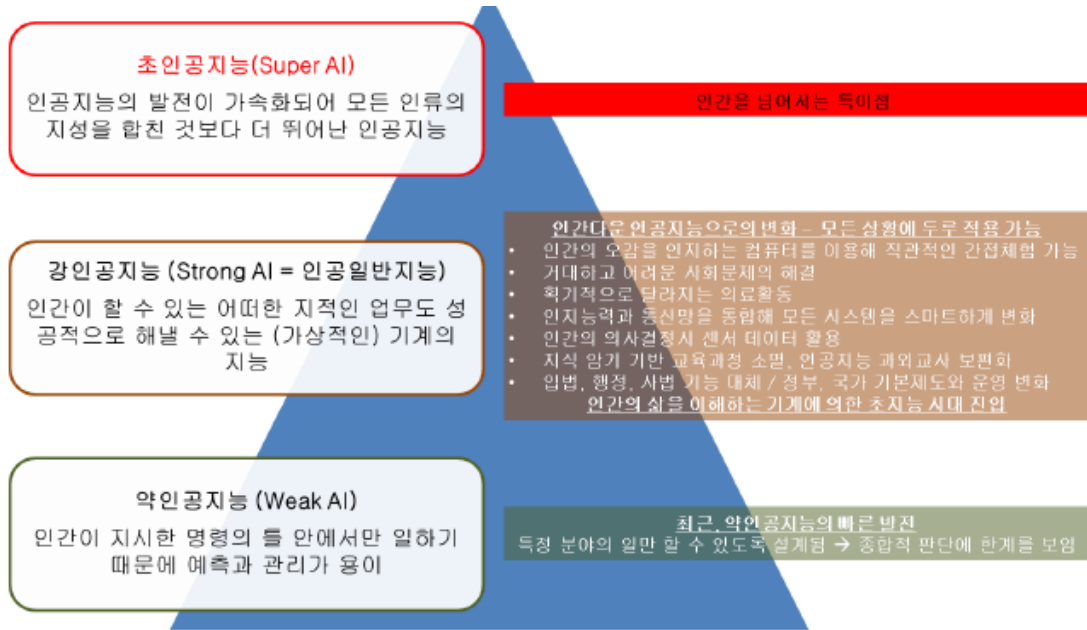 초인공지능(Super AI)
인공지능의 발전이 가속화되어 모든 인류의
지성을 합친 것보다 더 뛰어난 인공지능
인간을 넘어서는 특이점
강인공지능 (Strong AI = 인공일반지능)
인간이 할 수 있는 어떠한 지적인 업무도 성
공적으로 해낼 수 있는 (가상적인) 기계의
지능
인간다운 인공지능으로의 변화 – 모든 상황에 두루 적용 가능
• 인간의 오감을 인지하는 컴퓨터를 이용해 직관적인 간접체험 가능
• 거대하고 어려운 사회문제의 해결
• 획기적으로 달라지는 의료활동
• 인지능력과 통신망을 통합해 모든 시스템을 스마트하게 변화
• 인간의 의사결정시 센서 데이터 활용
• 지식 암기 기반 교육과정 소멸, 인공지능 과외교사 보편화
• 입법, 행정, 사법 기능 대체 / 정부, 국가 기본제도와 운영 변화
인간의 삶을 이해하는 기계에 의한 초지능 시대 진입
약인공지능 (Weak AI)
인간이 지시한 명령의 틀 안에서만 일하기
때문에 예측과 관리가 용이
최근, 약인공지능의 빠른 발전
특정 분야의 일만 할 수 있도록 설계됨 → 종합적 판단에 한계를 보임